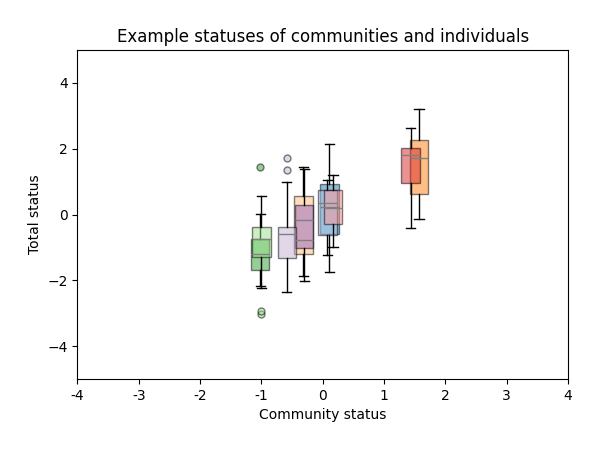 Example statuses of communities and individuals
Total status
4
2
0
−2
−4
-4 -3 -2 -1 0 1 2 3 4
Community status